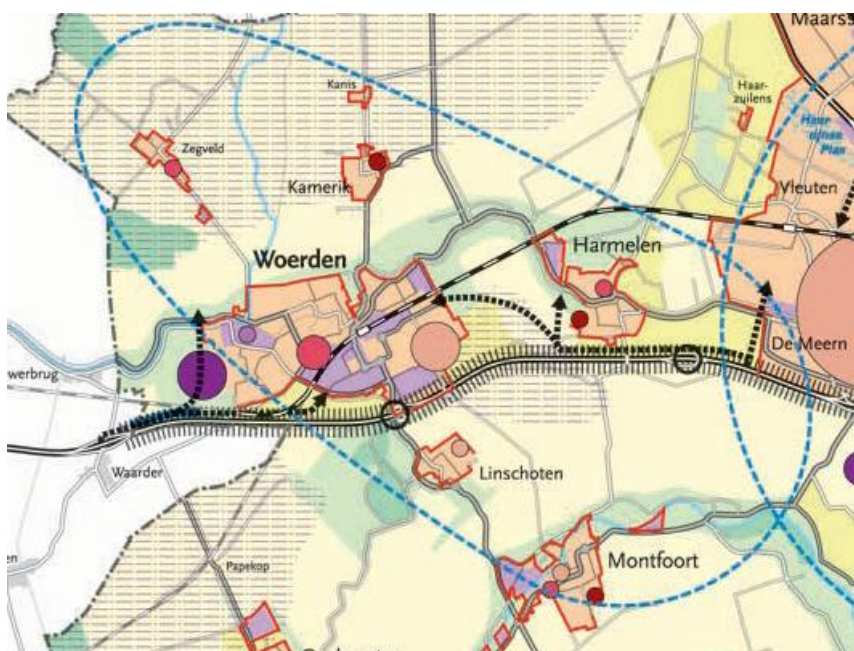 Maarss
Kanis
Haar-
zuilens
Haar
rijnse
Plas
Zegveld
Kamerik
Vleuten
Woerden
Harmelen
De Meern
werbrug
Waarder
Linschoten
Montfoort
Papekop